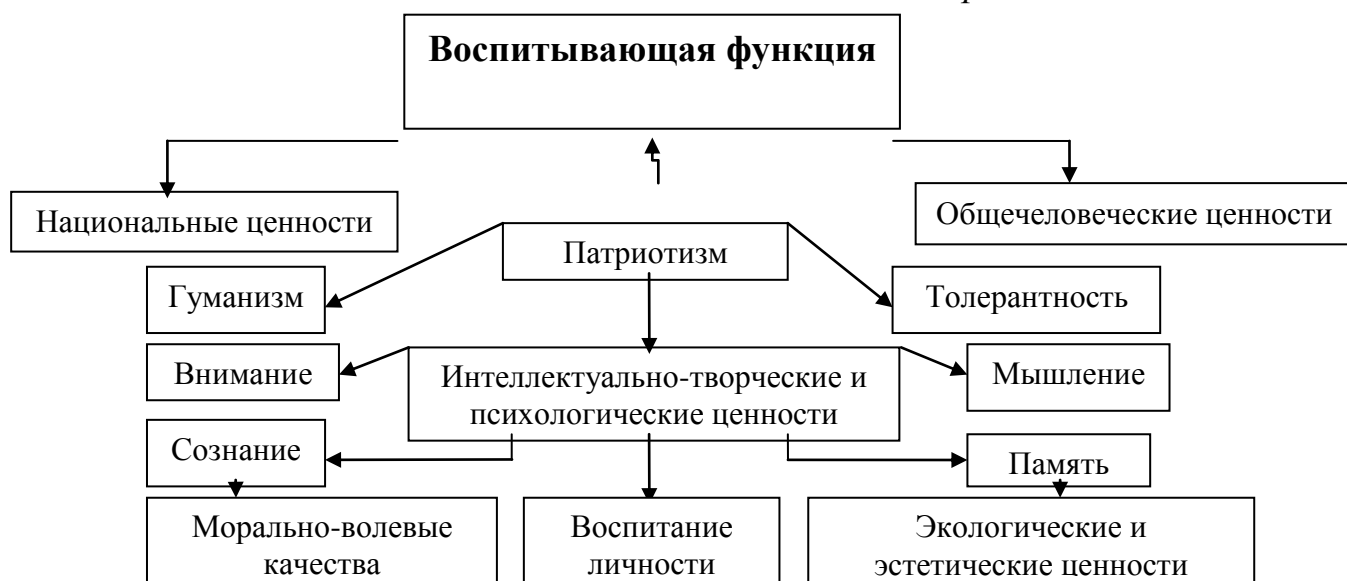 Воспитывающая функция
Национальные ценности
Общечеловеческие ценности
Патриотизм
Гуманизм
Толерантность
Внимание
Интеллектуально-творческие и
психологические ценности
Мышление
Сознание
Память
Морально-волевые
качества
Воспитание
личности
Экологические и
эстетические ценности